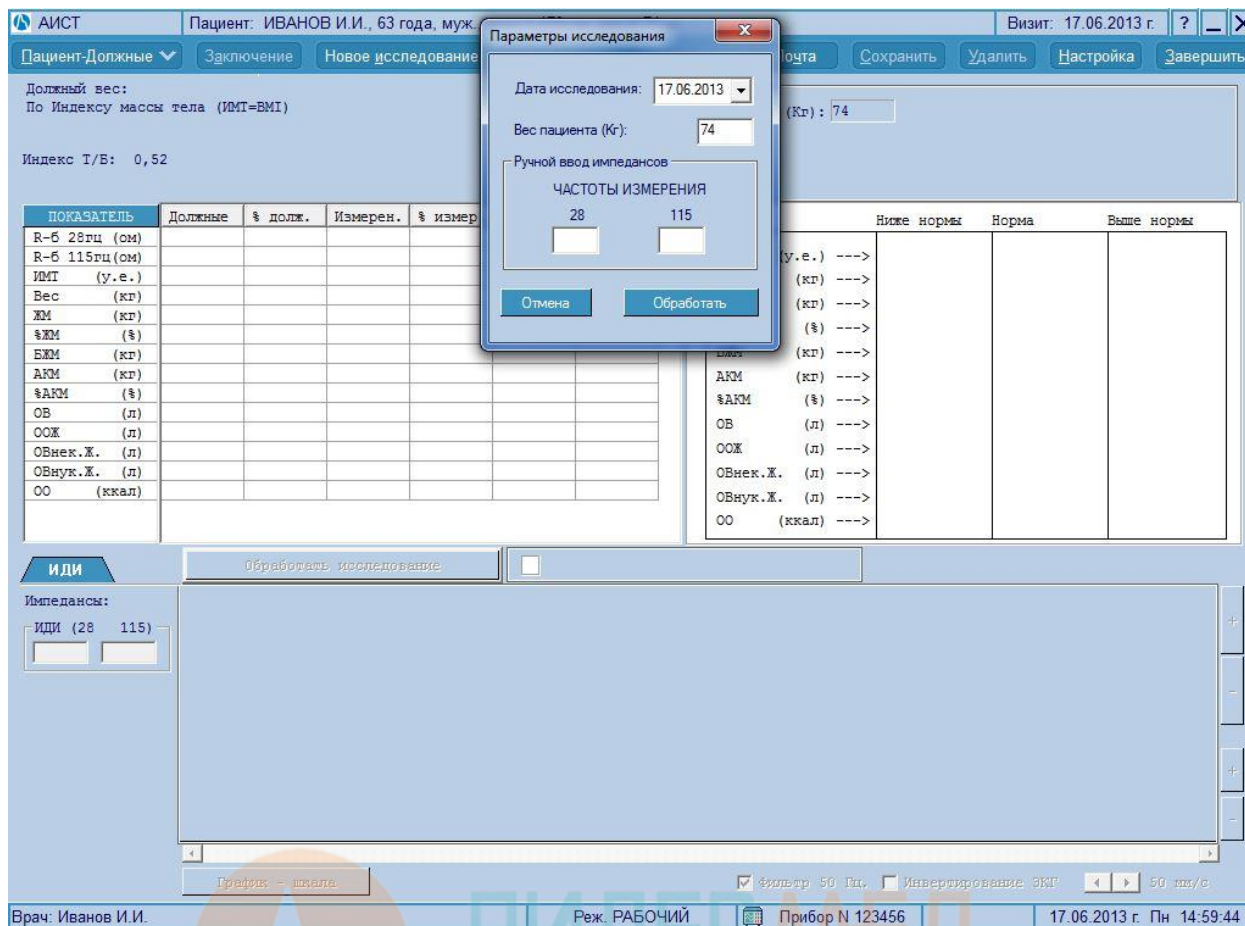 АИСТ
Пациент: ИВАНОВ И.И., 63 года, муж.
Визит: 17.06.2013 г.
?
Пациент-Должные
Заключение
Новое исследование
Почта
Сохранить
Удалить
Настройка
Завершить
Должный вес:
По Индексу массы тела (ИМТ=BMI)
Индекс Т/Б: 0,52
(Кг): 74
Параметры исследования
Дата исследования: 17.06.2013
Вес пациента (Кг): 74
Ручной ввод импедансов
ЧАСТОТЫ ИЗМЕРЕНИЯ
28 115
Отмена Обработать
ПОКАЗАТЕЛЬ Должные % долж. Измерен. % измер
R-б 28гц (ом)
R-б 115гц(ом)
ИМТ (у.е.)
Вес (кг)
ЖМ (кг)
%ЖМ (%)
БЖМ (кг)
АКМ (кг)
%АКМ (%)
ОВ (л)
ООЖ (л)
ОВнек.Ж. (л)
ОВнук.Ж. (л)
ОО (ккал)
Ниже нормы Норма Выше нормы
(у.е.) --->
(кг) --->
(кг) --->
(%) --->
БЖМ (кг) --->
АКМ (кг) --->
%АКМ (%) --->
ОВ (л) --->
ООЖ (л) --->
ОВнек.Ж. (л) --->
ОВнук.Ж. (л) --->
ОО (ккал) --->
ИДИ
Обработать исследование
Импедансы:
ИДИ (28 115)
+
-
+
-
График - шкала
Фильтр 50 Гц.
Инвертирование ЭКГ
50 мм/с
Врач: Иванов И.И.
Реж. РАБОЧИЙ
Прибор N 123456
17.06.2013 г. Пн 14:59:44